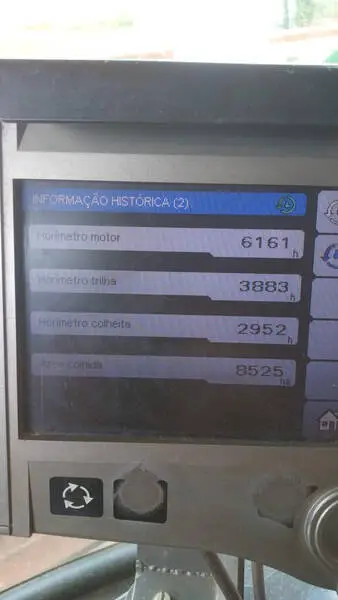 INFORMAÇÃO HISTÓRICA (2)
Horímetro motor
6161 h
Horímetro trilha
3883 h
Horímetro colheita
2952 h
Área colhida
8525 ha